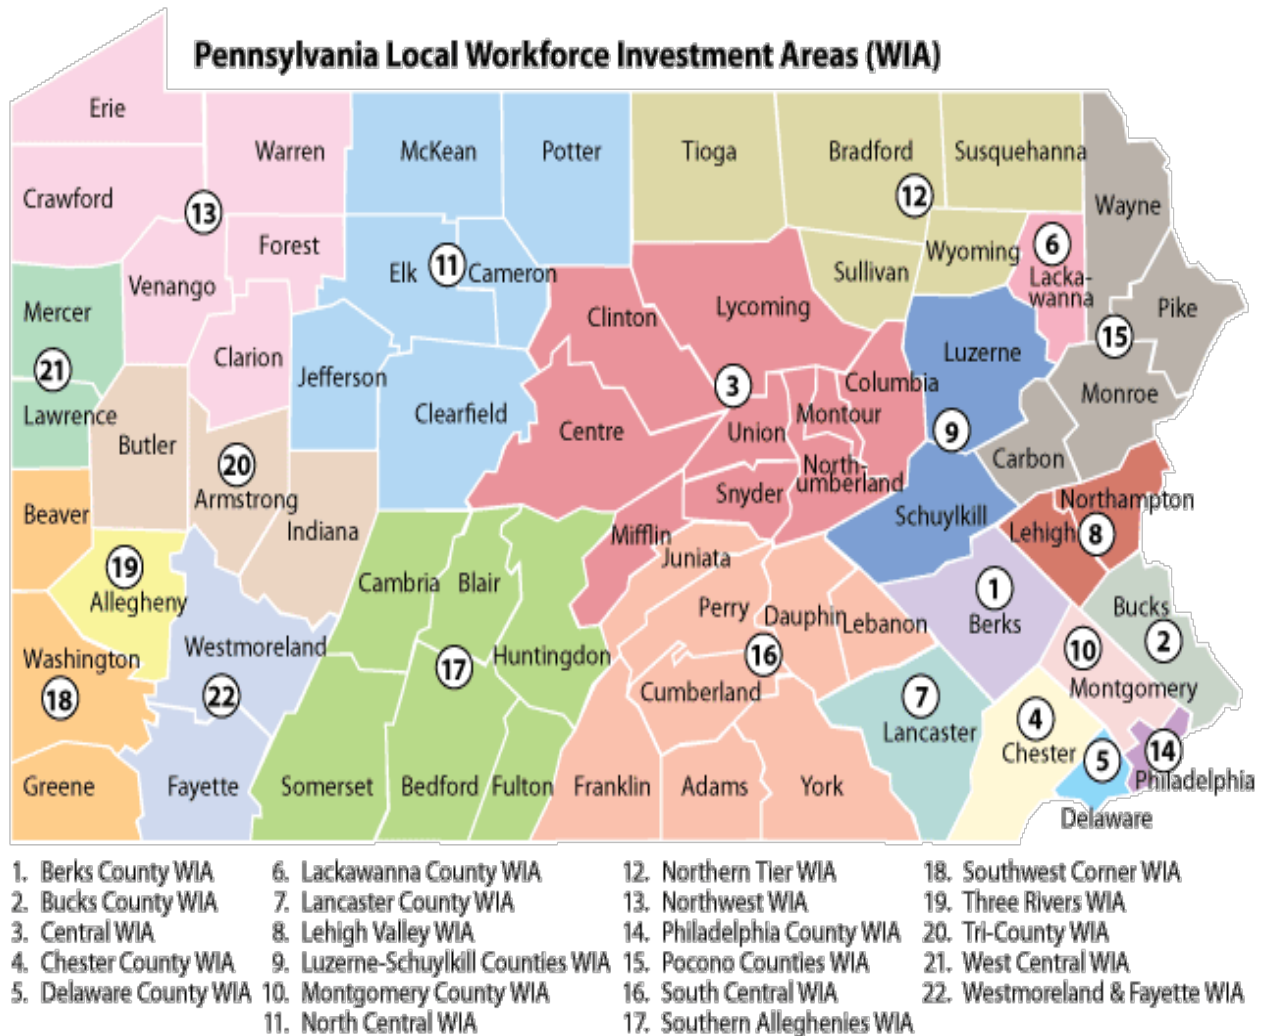 Pennsylvania Local Workforce Investment Areas (WIA)
Erie
Warren
McKean
Potter
Tioga
Bradford
Susquehanna
Crawford
13
12
Wayne
Forest
Elk
11
Cameron
Sullivan
Wyoming
6
Lacka-
wanna
Venango
Mercer
Clinton
Lycoming
Pike
15
21
Clarion
Jefferson
3
Luzerne
Columbia
Monroe
Lawrence
Butler
Clearfield
Centre
Union
Montour
9
Carbon
20
Armstrong
North-
umberland
Snyder
Northampton
Beaver
Indiana
Schuylkill
Lehigh
8
Mifflin
Juniata
19
Allegheny
Cambria
Blair
Perry
Dauphin
Lebanon
1
Berks
Bucks
2
Washington
18
Westmoreland
22
17
Huntingdon
16
Cumberland
10
Montgomery
7
Lancaster
4
Chester
5
14
Philadelphia
Greene
Fayette
Somerset
Bedford
Fulton
Franklin
Adams
York
Delaware
1. Berks County WIA
2. Bucks County WIA
3. Central WIA
4. Chester County WIA
5. Delaware County WIA
6. Lackawanna County WIA
7. Lancaster County WIA
8. Lehigh Valley WIA
9. Luzerne-Schuylkill Counties WIA
10. Montgomery County WIA
11. North Central WIA
12. Northern Tier WIA
13. Northwest WIA
14. Philadelphia County WIA
15. Pocono Counties WIA
16. South Central WIA
17. Southern Alleghenies WIA
18. Southwest Corner WIA
19. Three Rivers WIA
20. Tri-County WIA
21. West Central WIA
22. Westmoreland & Fayette WIA